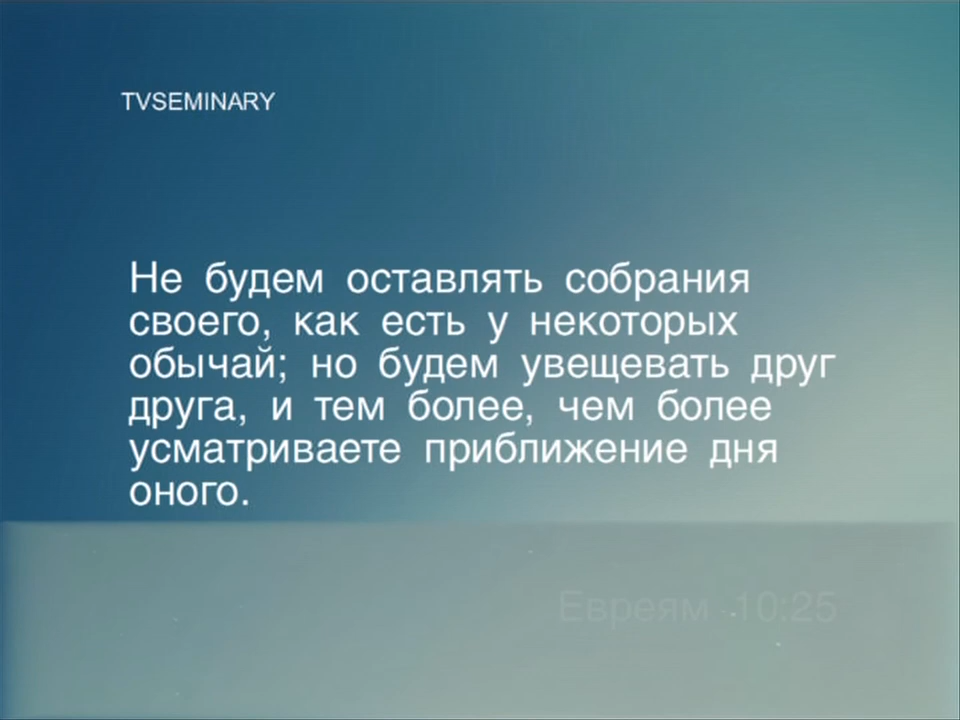 TVSEMINARY
Не будем оставлять собрания
своего, как есть у некоторых
обычай; но будем увещевать друг
друга, и тем более, чем более
усматриваете приближение дня
оного.
Евреям 10:25